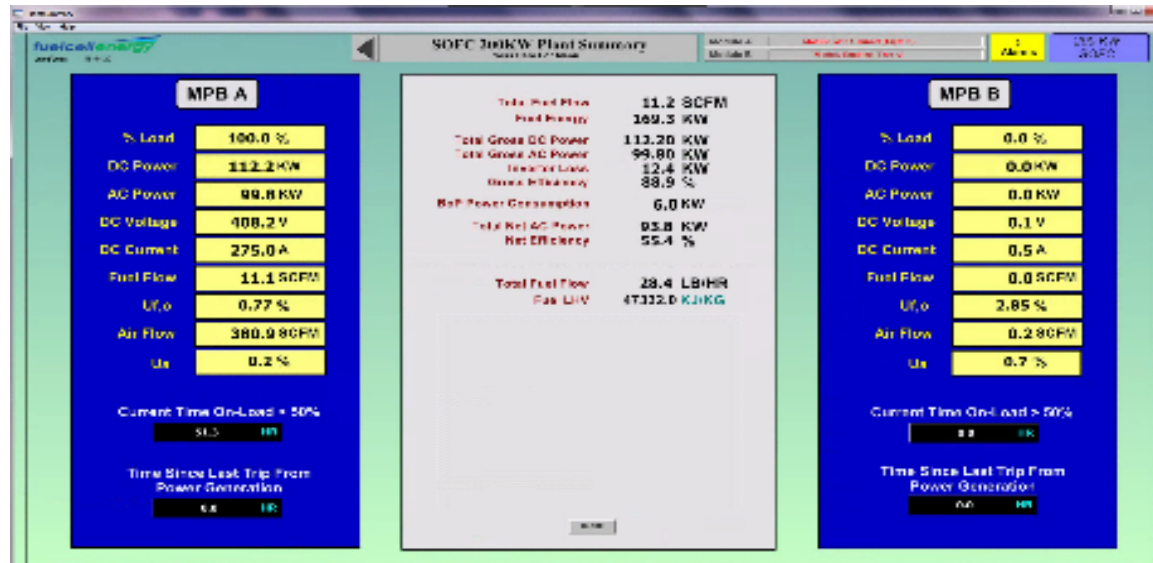 fuelcellenergy
SOFC 200KW Plant Summary
Alarms
MPB A
% Load 100.0 %
DC Power 112.2 KW
AC Power 99.8 KW
DC Voltage 408.2 V
DC Current 275.0 A
Fuel Flow 11.1 SCFM
Uf,o 0.77 %
Air Flow 380.9 SCFM
Ua 0.2 %
Current Time On-Load > 50%
51.3 HR
Time Since Last Trip From
Power Generation
HR
Total Fuel Flow 11.2 SCFM
Fuel Energy 169.3 KW
Total Gross DC Power 112.20 KW
Total Gross AC Power 99.80 KW
Inverter Loss 12.4 KW
Gross Efficiency 88.9 %
BoP Power Consumption 6.0 KW
Total Net AC Power 93.8 KW
Net Efficiency 55.4 %
Total Fuel Flow 28.4 LB/HR
Fuel LHV 47322.0 KJ/KG
MPB B
% Load 0.0 %
DC Power 0.0 KW
AC Power 0.0 KW
DC Voltage 0.1 V
DC Current 0.5 A
Fuel Flow 0.0 SCFM
Uf,o 2.85 %
Air Flow 0.2 SCFM
Ua 0.7 %
Current Time On-Load > 50%
HR
Time Since Last Trip From
Power Generation
0.0 HR